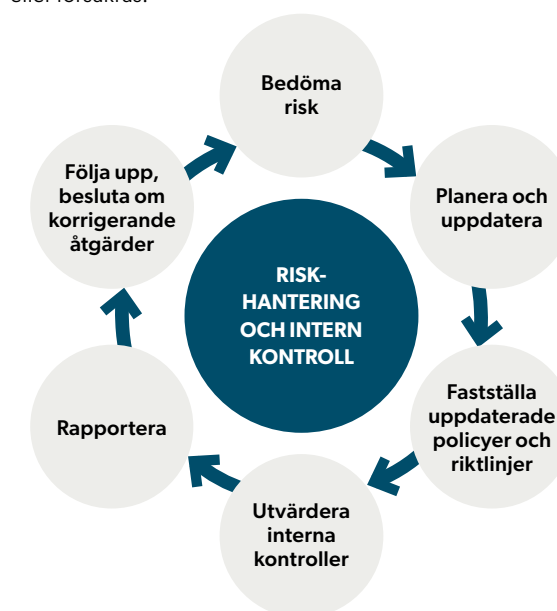 Bedöma
risk
Planera och
uppdatera
Fastställa
uppdaterade
policyer och
riktlinjer
Utvärdera
interna
kontroller
Rapportera
Följa upp,
besluta om
korrigerande
åtgärder
RISK-
HANTERING
OCH INTERN
KONTROLL